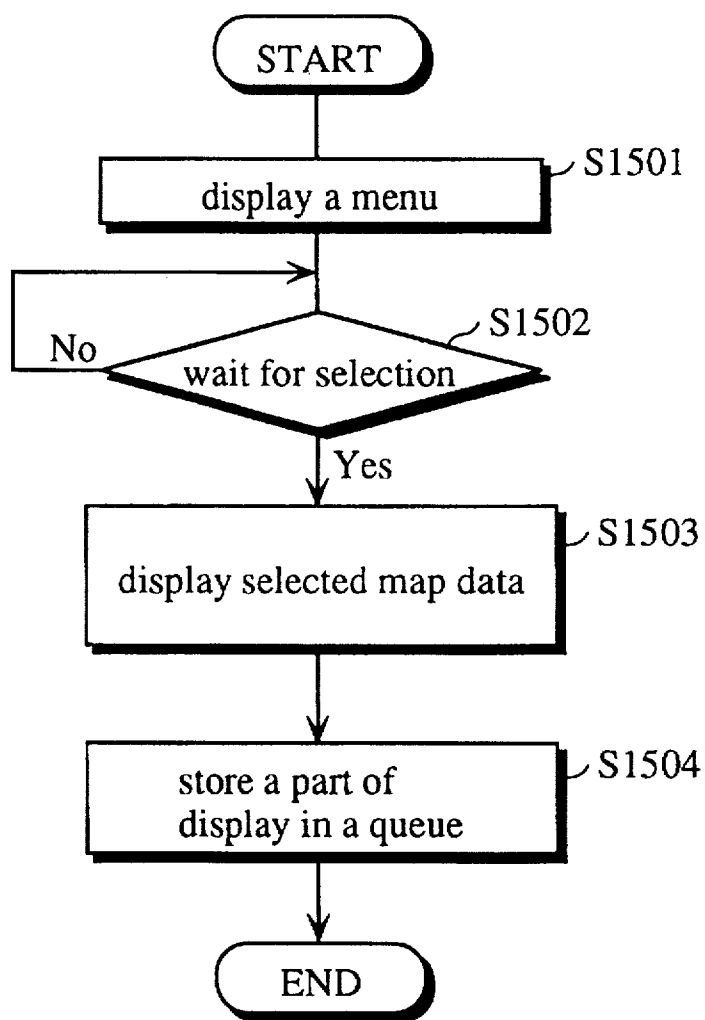 START
S1501
display a menu
S1502
No
wait for selection
Yes
S1503
display selected map data
S1504
store a part of
display in a queue
END